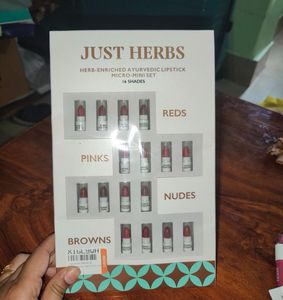 JUST HERBS
HERB-ENRICHED AYURVEDIC LIPSTICK
MICRO-MINI SET
16 SHADES
REDS
PINKS
NUDES
BROWNS